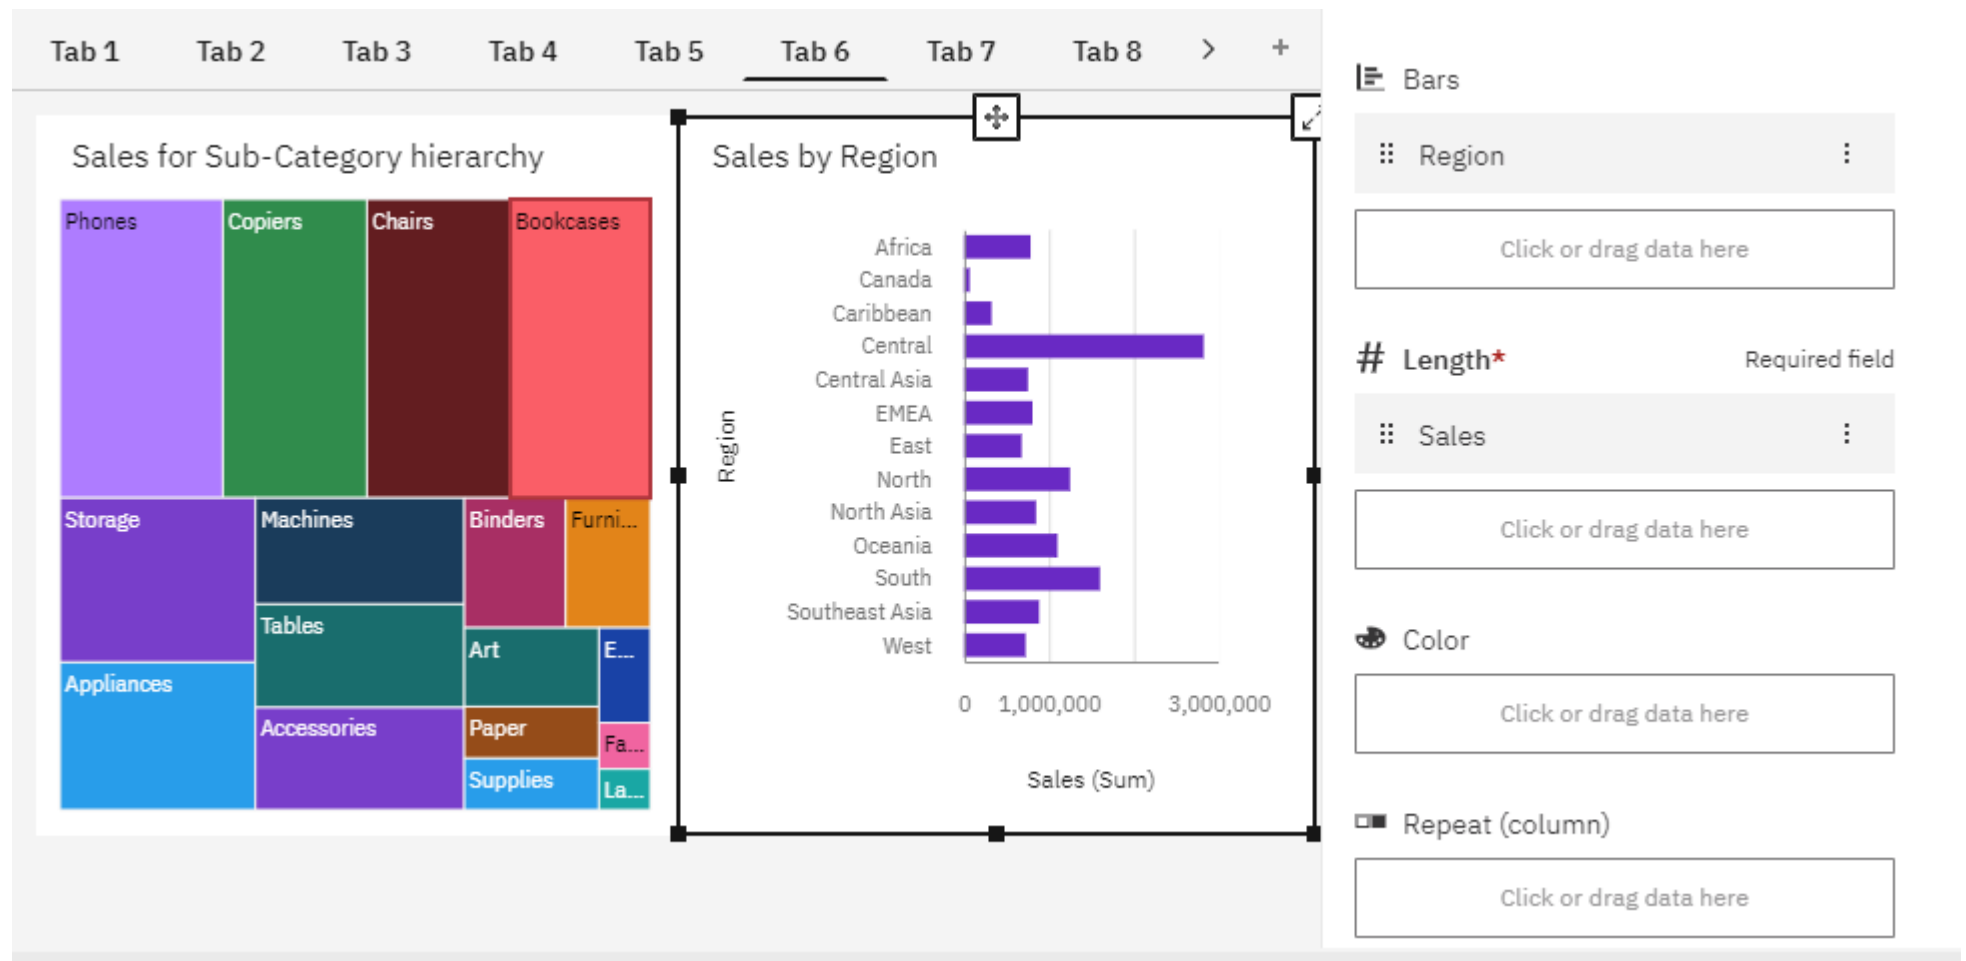 Tab 1 Tab 2 Tab 3 Tab 4 Tab 5 Tab 6 Tab 7 Tab 8
Sales for Sub-Category hierarchy
Phones Copiers Chairs Bookcases
Storage Machines Binders Furni...
Tables
Art E...
Appliances
Accessories Paper Fa...
Supplies La...
Sales by Region
Region
Africa
Canada
Caribbean
Central
Central Asia
EMEA
East
North
North Asia
Oceania
South
Southeast Asia
West
0 1,000,000 3,000,000
Sales (Sum)
Bars
Region
Click or drag data here
# Length* Required field
Sales
Click or drag data here
Color
Click or drag data here
Repeat (column)
Click or drag data here